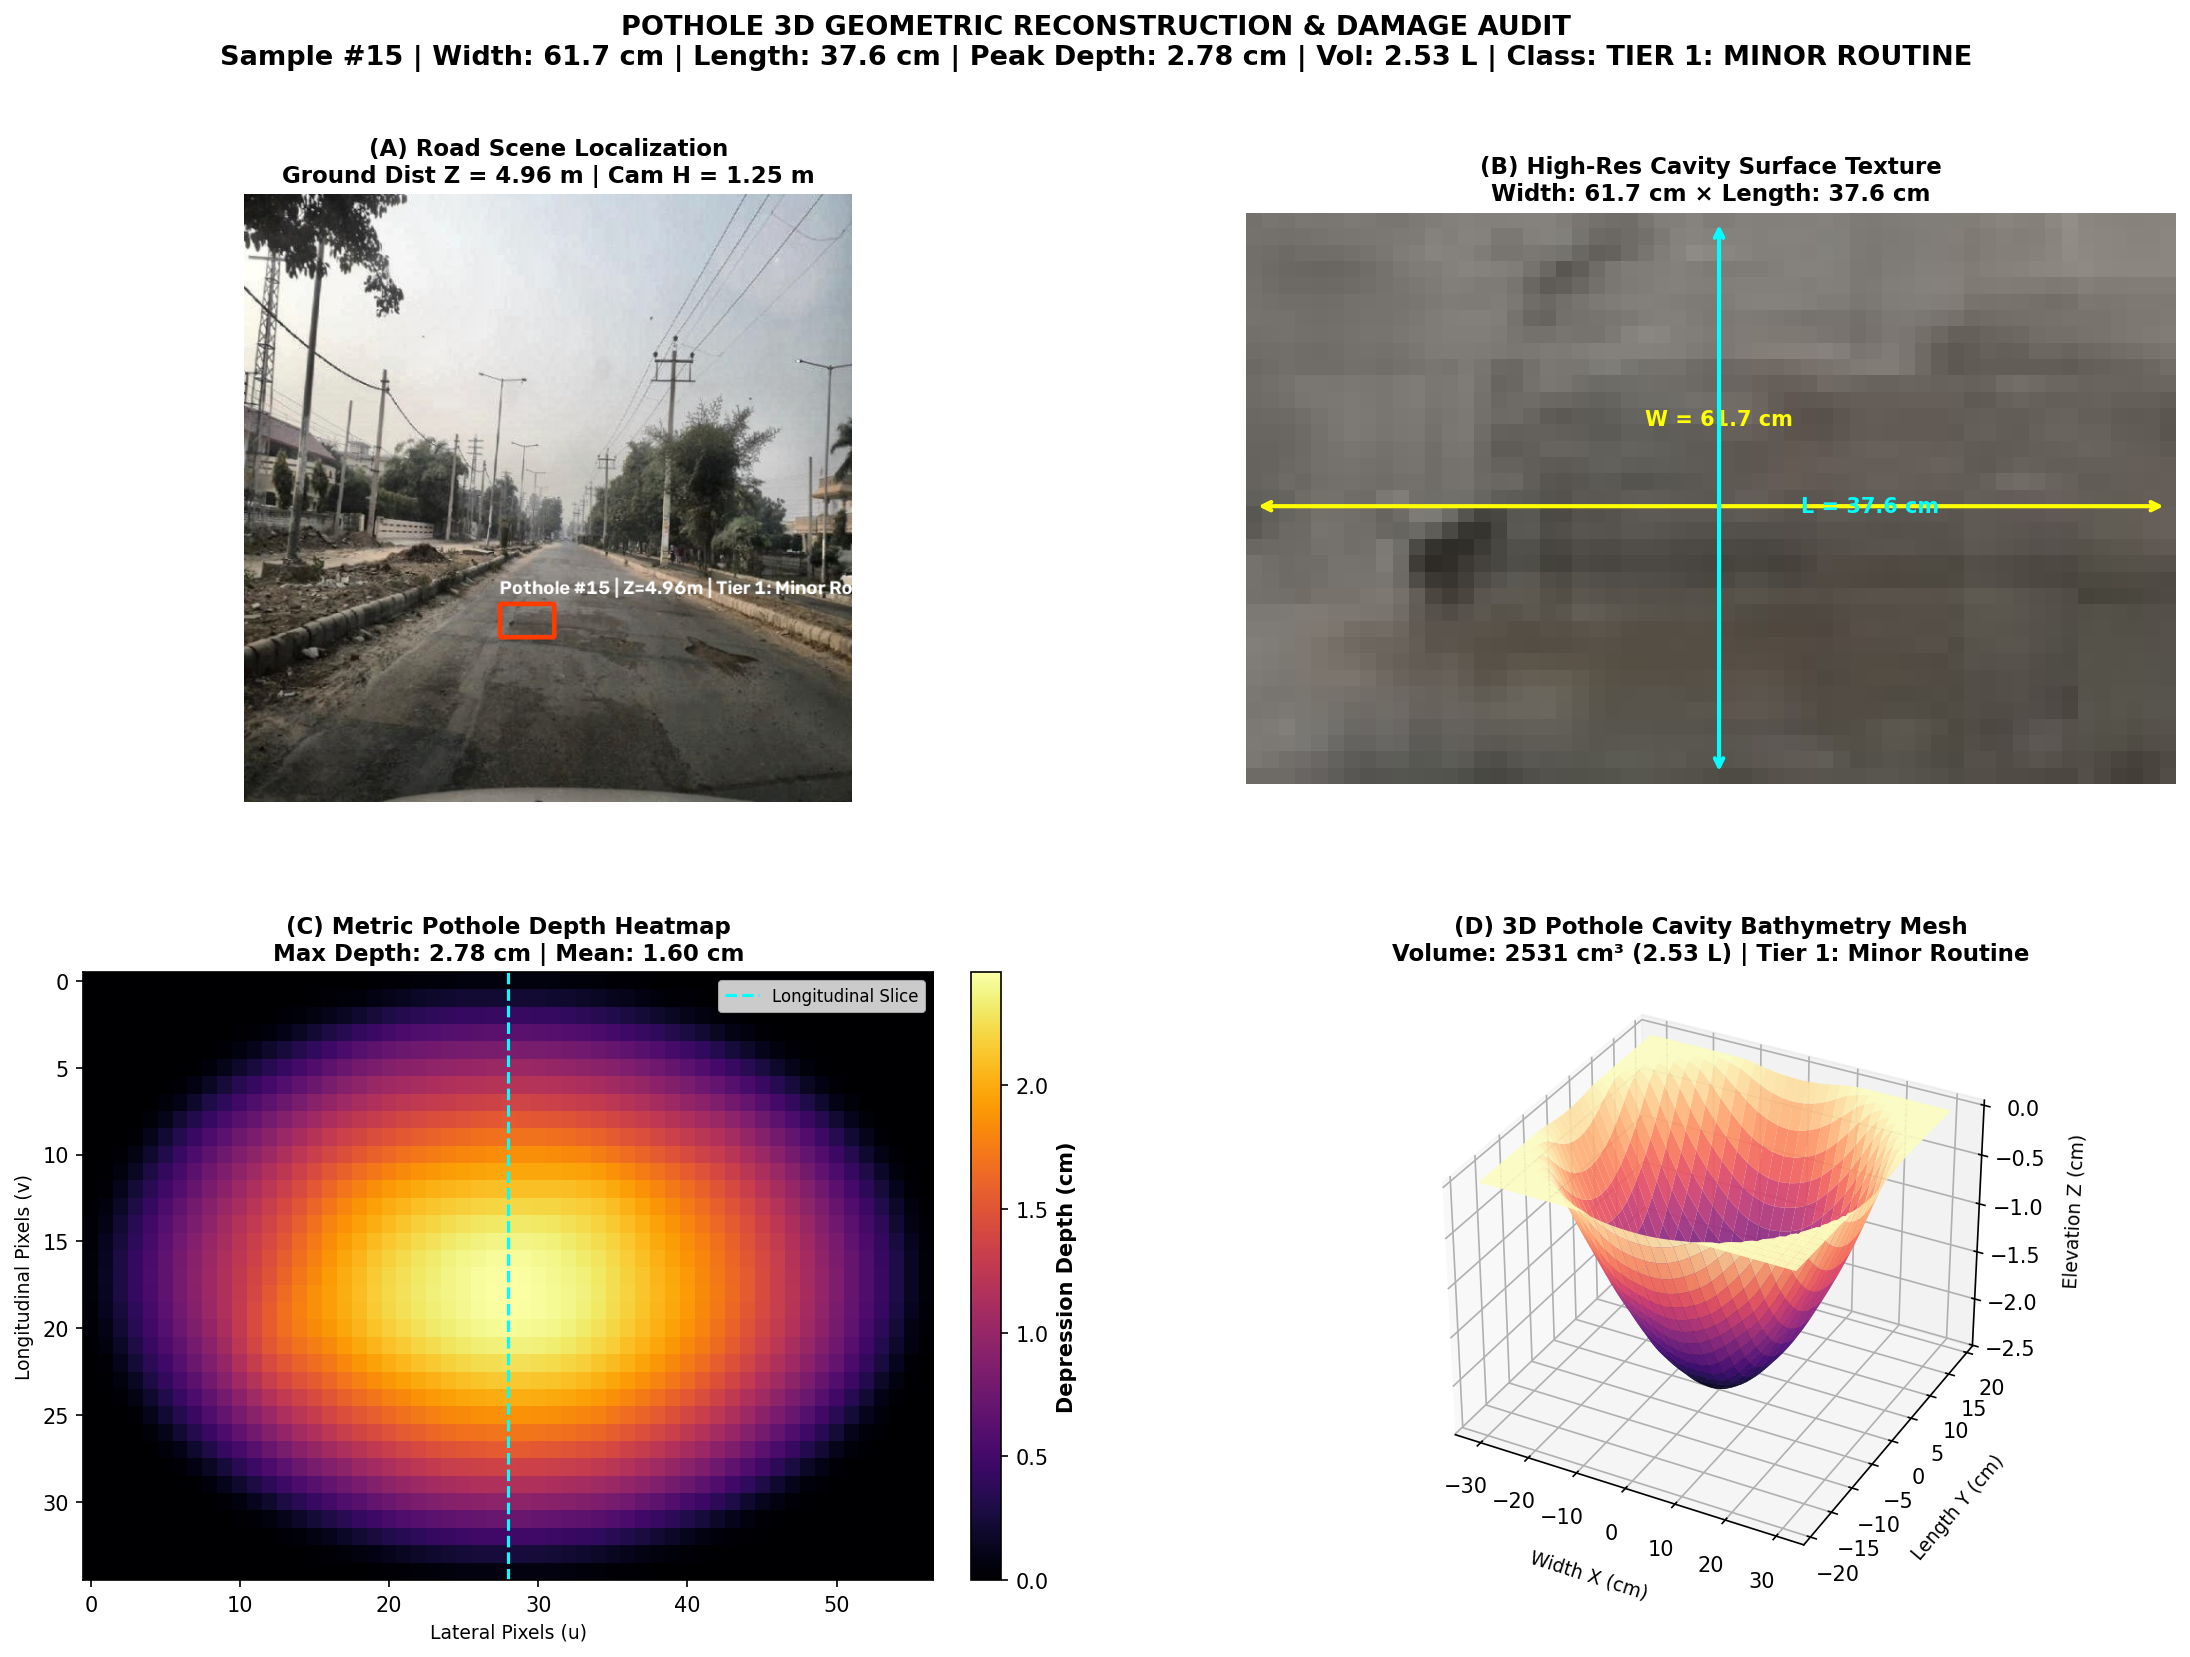 POTHOLE 3D GEOMETRIC RECONSTRUCTION & DAMAGE AUDIT
Sample #15 | Width: 61.7 cm | Length: 37.6 cm | Peak Depth: 2.78 cm | Vol: 2.53 L | Class: TIER 1: MINOR ROUTINE
(A) Road Scene Localization
Ground Dist Z = 4.96 m | Cam H = 1.25 m
Pothole #15 | Z=4.96m | Tier 1: Minor Ro
(B) High-Res Cavity Surface Texture
Width: 61.7 cm × Length: 37.6 cm
W = 61.7 cm
L = 37.6 cm
(C) Metric Pothole Depth Heatmap
Max Depth: 2.78 cm | Mean: 1.60 cm
Longitudinal Slice
0
5
10
15
20
25
30
Longitudinal Pixels (v)
0 10 20 30 40 50
Lateral Pixels (u)
2.0
1.5
1.0
0.5
0.0
Depression Depth (cm)
(D) 3D Pothole Cavity Bathymetry Mesh
Volume: 2531 cm³ (2.53 L) | Tier 1: Minor Routine
0.0
−0.5
−1.0
−1.5
−2.0
−2.5
Elevation Z (cm)
20
15
10
5
0
−5
−10
−15
−20
Length Y (cm)
−30 −20 −10 0 10 20 30
Width X (cm)